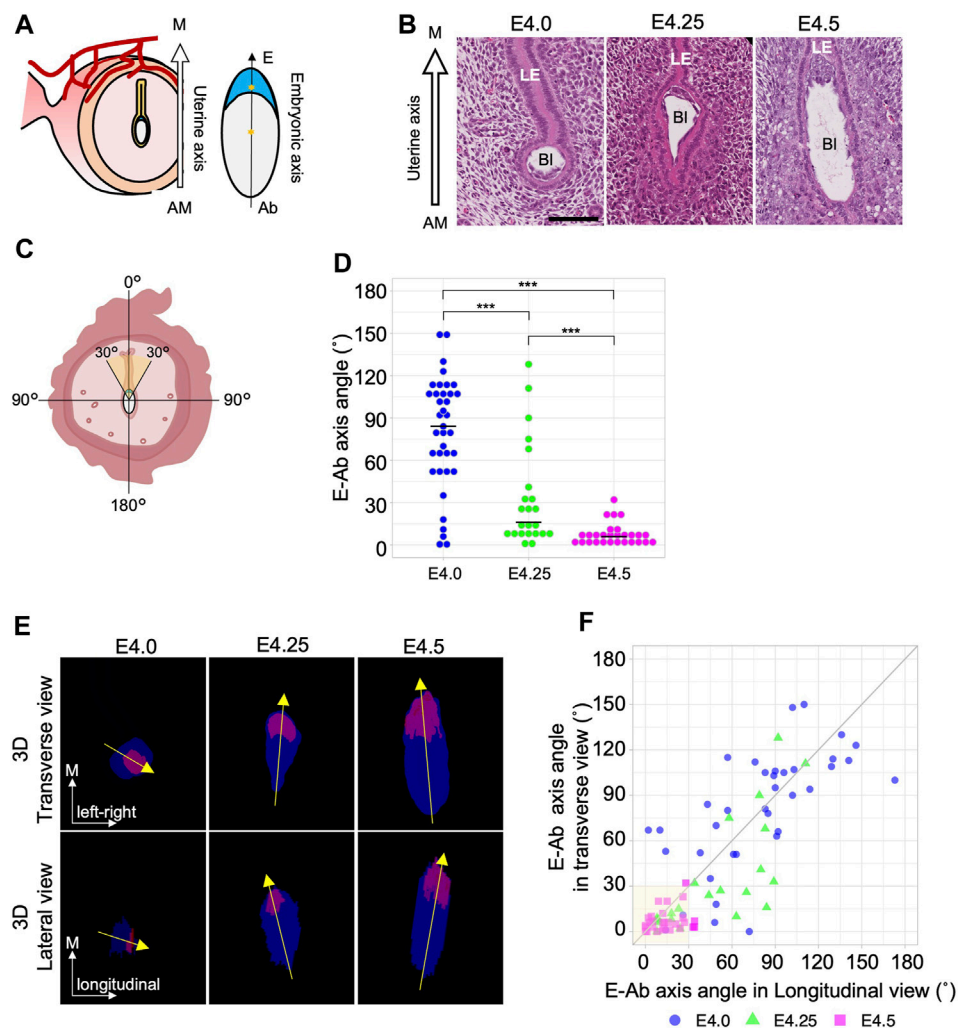 A
M
E
Uterine axis
Embryonic axis
AM
Ab
B
E4.0
E4.25
E4.5
M
Uterine axis
AM
LE
LE
LE
Bl
Bl
Bl
C
0°
30°
30°
90°
90°
180°
D
E-Ab axis angle (°)
180
150
120
90
60
30
0
***
***
***
E4.0
E4.25
E4.5
E
E4.0
E4.25
E4.5
3D
Transverse view
M
left-right
3D
Lateral view
M
longitudinal
F
E-Ab axis angle
in transverse view (°)
180
150
120
90
60
30
0
0
30
60
90
120
150
180
E-Ab axis angle in Longitudinal view (°)
E4.0
E4.25
E4.5